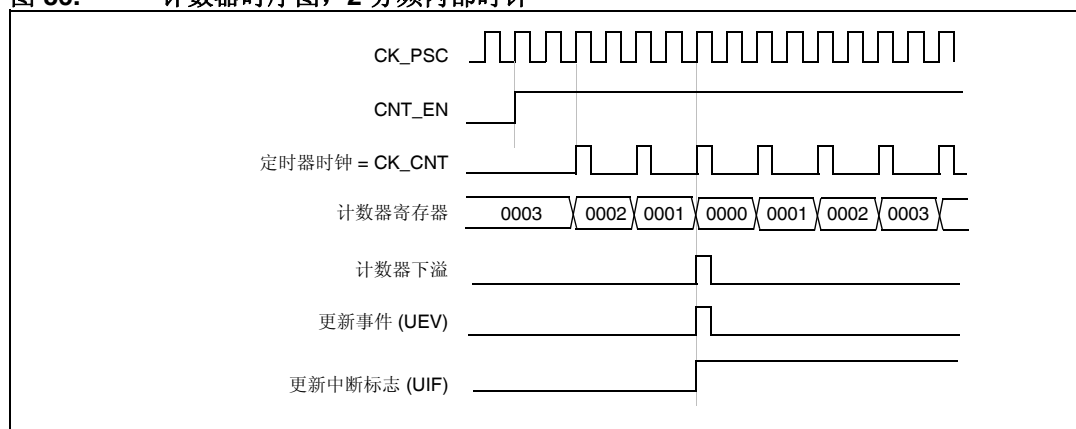 CK_PSC
CNT_EN
定时器时钟 = CK_CNT
计数器寄存器 0003 0002 0001 0000 0001 0002 0003
计数器下溢
更新事件 (UEV)
更新中断标志 (UIF)